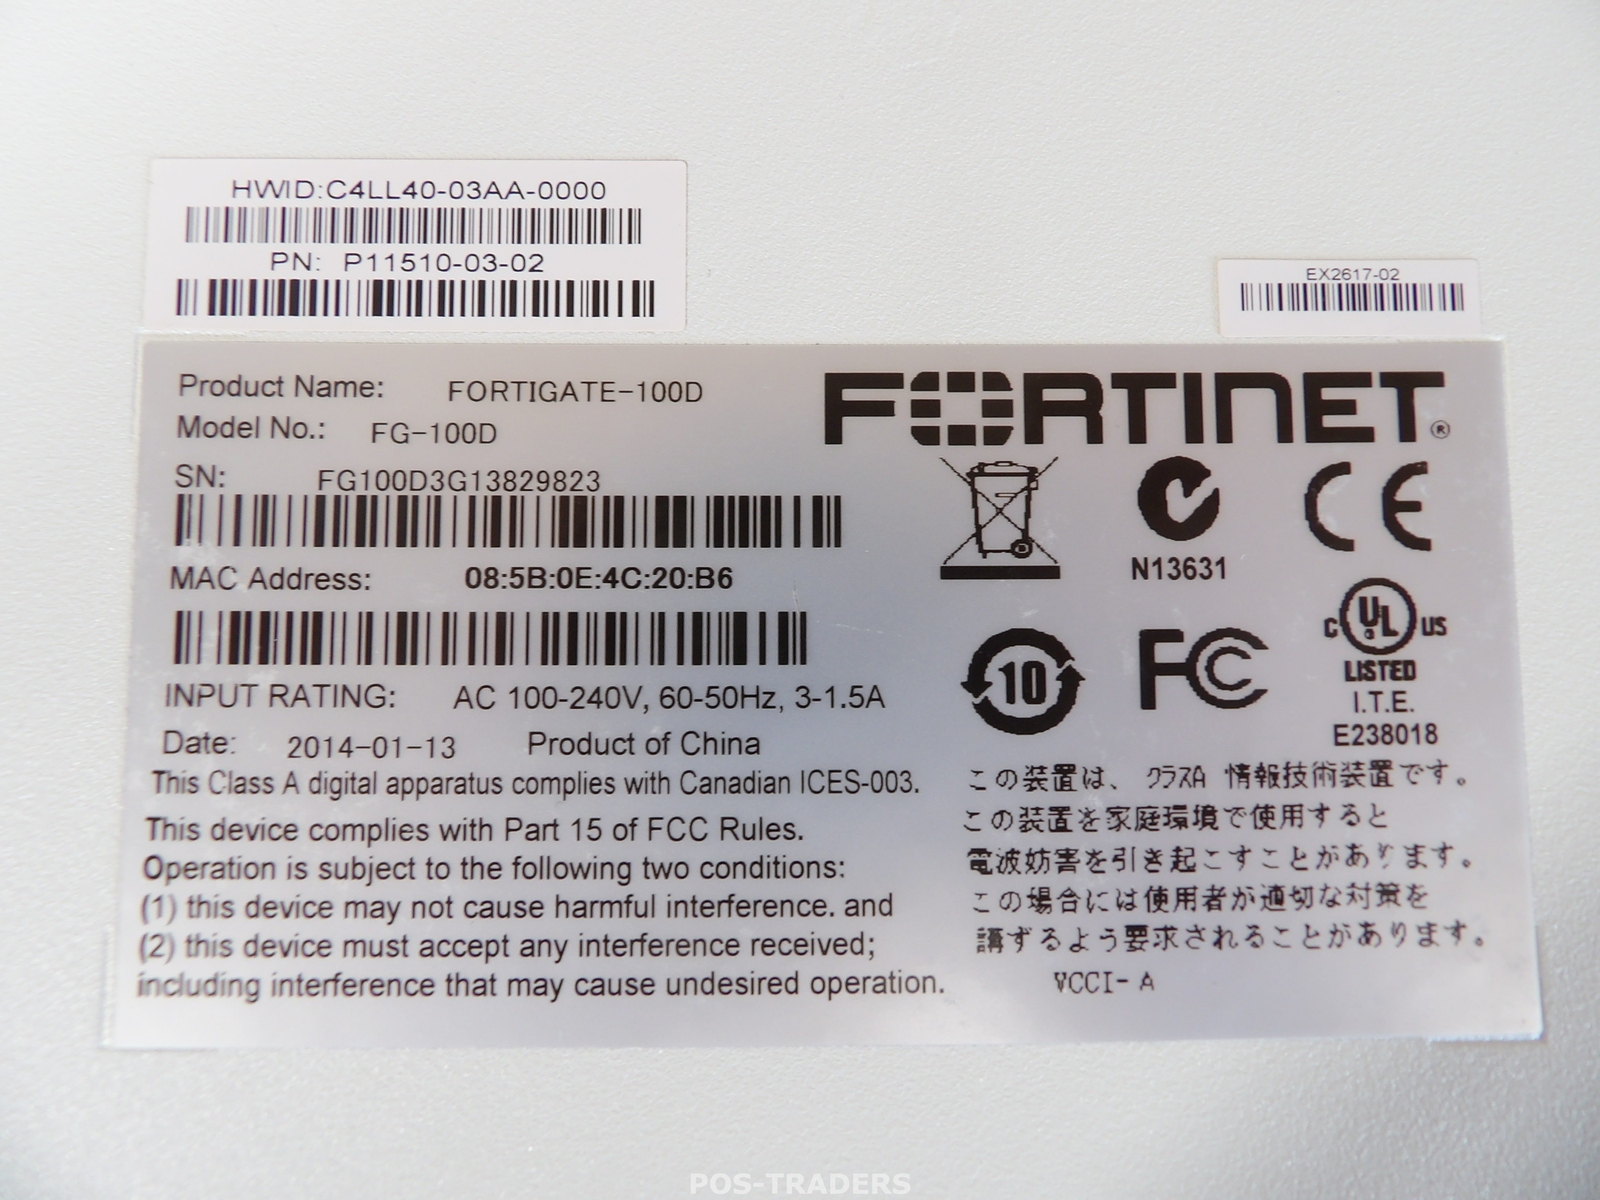 HWID:C4LL40-03AA-0000
PN: P11510-03-02
EX2617-02
Product Name: FORTIGATE-100D
Model No.: FG-100D
SN: FG100D3G13829823
MAC Address: 08:5B:0E:4C:20:B6
INPUT RATING: AC 100-240V, 60-50Hz, 3-1.5A
Date: 2014-01-13 Product of China
This Class A digital apparatus complies with Canadian ICES-003.
This device complies with Part 15 of FCC Rules.
Operation is subject to the following two conditions:
(1) this device may not cause harmful interference. and
(2) this device must accept any interference received;
including interference that may cause undesired operation.
FORTINET®
N13631
CE
10
FC
C UL US
LISTED
I.T.E.
E238018
この装置は、クラスA 情報技術装置です。
この装置を家庭環境で使用すると
電波妨害を引き起こすことがあります。
この場合には使用者が適切な対策を
講ずるよう要求されることがあります。
VCCI-A
POS-TRADERS